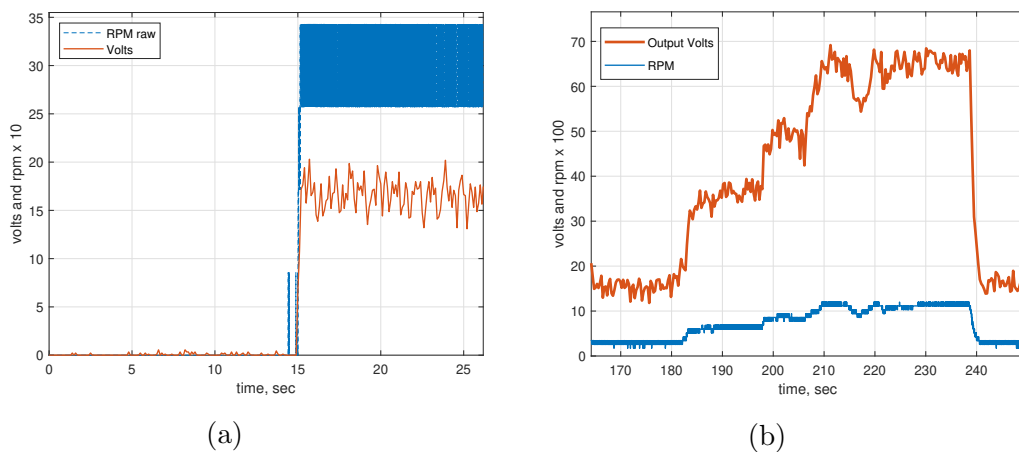 35
30
25
20
15
10
5
0
volts and rpm x 10
RPM raw
Volts
0 5 10 15 20 25
time, sec
(a)
70
60
50
40
30
20
10
0
volts and rpm x 100
Output Volts
RPM
170 180 190 200 210 220 230 240
time, sec
(b)